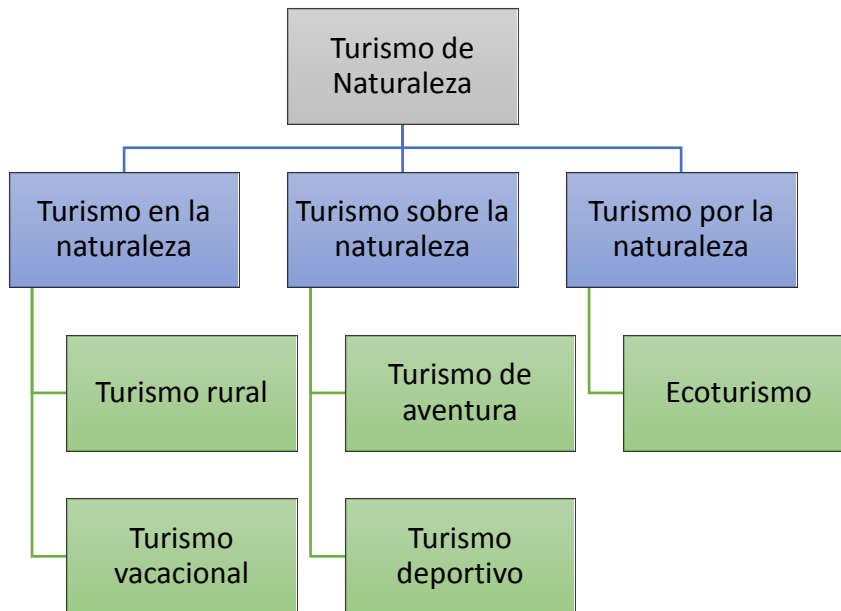 Turismo de
Naturaleza
Turismo en la
naturaleza
Turismo sobre la
naturaleza
Turismo por la
naturaleza
Turismo rural
Turismo de
aventura
Ecoturismo
Turismo
vacacional
Turismo
deportivo